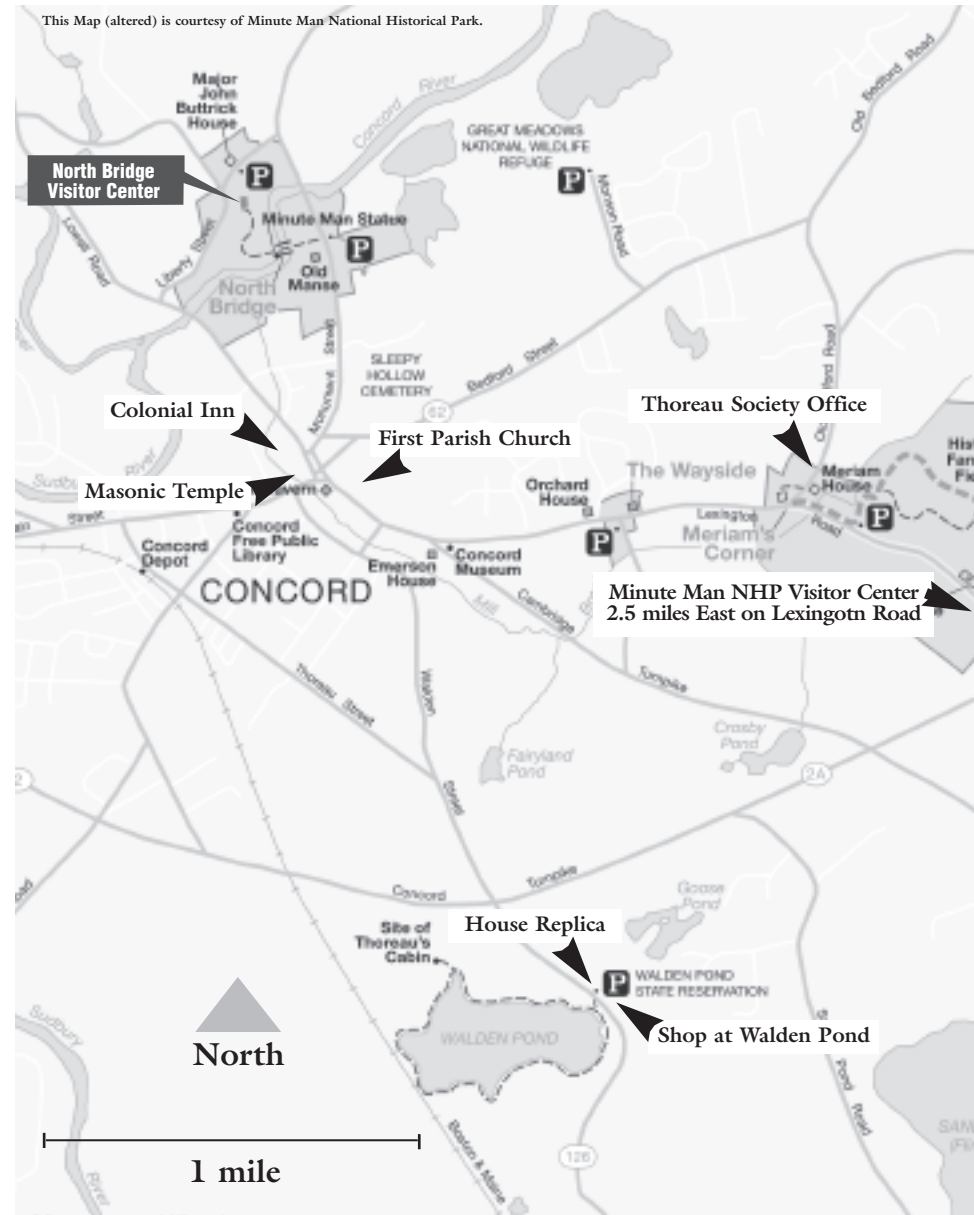 This Map (altered) is courtesy of Minute Man National Historical Park.
Major
John
Buttrick
House
P
North Bridge
Visitor Center
Concord
River
GREAT MEADOWS
NATIONAL WILDLIFE
REFUGE
P
Monson Road
Old Bedford Road
Lowell Road
Liberty Street
Minute Man Statue
P
Old
Manse
North
Bridge
Monument Street
SLEEPY
HOLLOW
CEMETERY
Bedford Street
62
Colonial Inn
First Parish Church
Thoreau Society Office
River
Masonic Temple
The Wayside
Orchard
House
P
Meriam
House
P
Lexington
Road
Meriam's
Corner
Street
Concord
Free Public
Library
Concord
Depot
CONCORD
Emerson
House
Concord
Museum
Mill
Cambridge
Turnpike
Minute Man NHP Visitor Center
2.5 miles East on Lexingotn Road
Thoreau Street
Walden
Street
Fairyland
Pond
Crosby
Pond
2A
2
Concord
Turnpike
Goose
Pond
Site of
Thoreau's
Cabin
House Replica
P
WALDEN POND
STATE RESERVATION
WALDEN POND
Shop at Walden Pond
North
Sudbury
River
1 mile
Boston & Maine
126
Pond Road